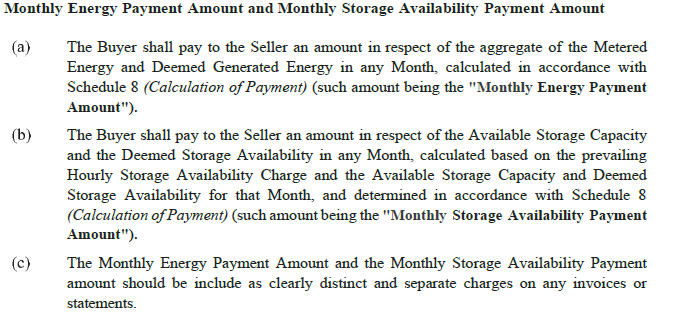 Monthly Energy Payment Amount and Monthly Storage Availability Payment Amount
(a) The Buyer shall pay to the Seller an amount in respect of the aggregate of the Metered
Energy and Deemed Generated Energy in any Month, calculated in accordance with
Schedule 8 (Calculation of Payment) (such amount being the "Monthly Energy Payment
Amount").
(b) The Buyer shall pay to the Seller an amount in respect of the Available Storage Capacity
and the Deemed Storage Availability in any Month, calculated based on the prevailing
Hourly Storage Availability Charge and the Available Storage Capacity and Deemed
Storage Availability for that Month, and determined in accordance with Schedule 8
(Calculation of Payment) (such amount being the "Monthly Storage Availability Payment
Amount").
(c) The Monthly Energy Payment Amount and the Monthly Storage Availability Payment
amount should be include as clearly distinct and separate charges on any invoices or
statements.